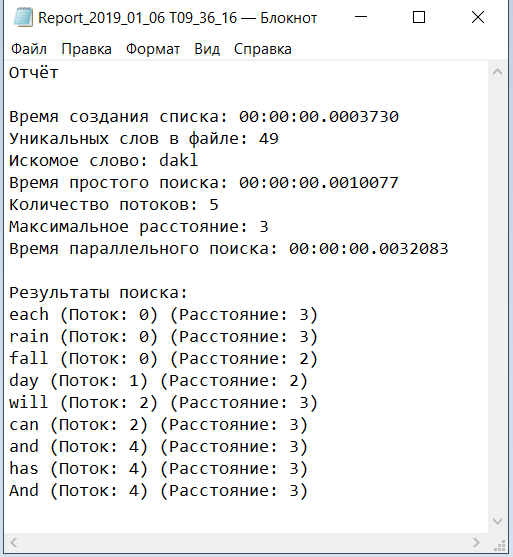 Report_2019_01_06 T09_36_16 — Блокнот
Файл Правка Формат Вид Справка
Отчёт
Время создания списка: 00:00:00.0003730
Уникальных слов в файле: 49
Искомое слово: dakl
Время простого поиска: 00:00:00.0010077
Количество потоков: 5
Максимальное расстояние: 3
Время параллельного поиска: 00:00:00.0032083
Результаты поиска:
each (Поток: 0) (Расстояние: 3)
rain (Поток: 0) (Расстояние: 3)
fall (Поток: 0) (Расстояние: 2)
day (Поток: 1) (Расстояние: 2)
will (Поток: 2) (Расстояние: 3)
can (Поток: 2) (Расстояние: 3)
and (Поток: 4) (Расстояние: 3)
has (Поток: 4) (Расстояние: 3)
And (Поток: 4) (Расстояние: 3)